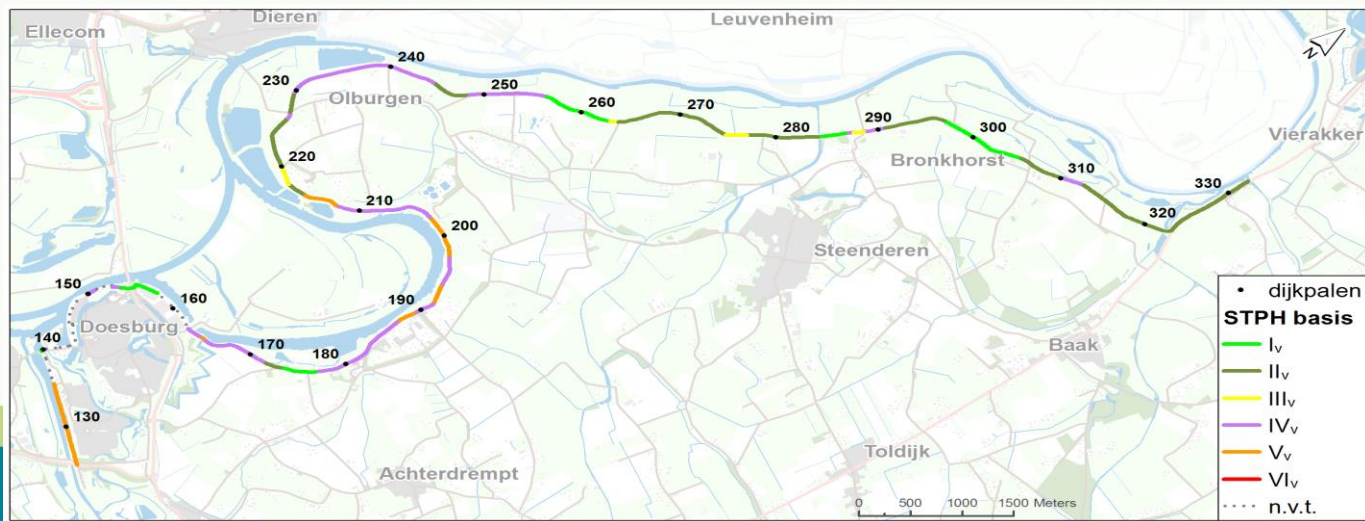 Ellecom
Dieren
Leuvenheim
N
240
230
Olburgen
250
260
270
280
290
300
Vierakker
Bronkhorst
220
310
330
210
320
200
Steenderen
150
160
190
Doesburg
140
170
180
Baak
130
Achterdrempt
Toldijk
0 500 1000 1500 Meters
dijkpalen
STPH basis
Iv
IIv
IIIv
IVv
Vv
VIv
n.v.t.